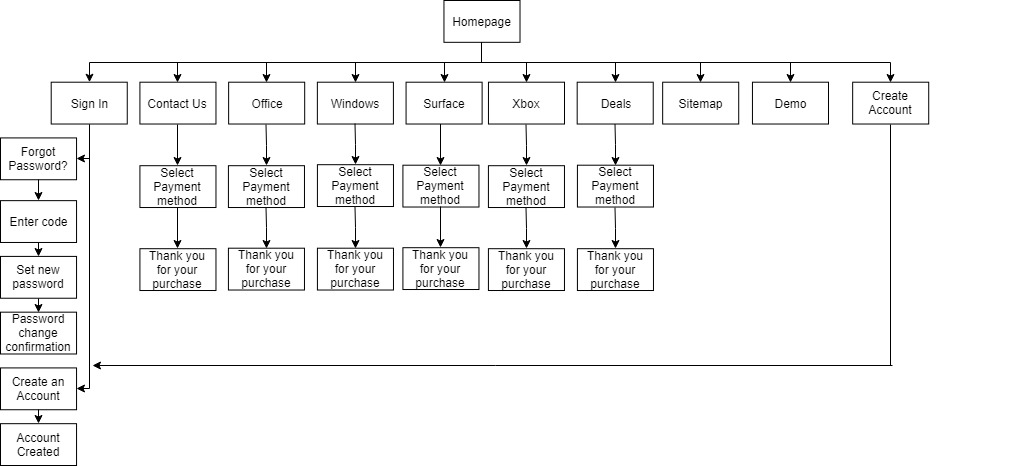 Homepage
Sign In
Contact Us
Office
Windows
Surface
Xbox
Deals
Sitemap
Demo
Create
Account
Forgot
Password?
Enter code
Set new
password
Password
change
confirmation
Create an
Account
Account
Created
Select
Payment
method
Thank you
for your
purchase
Select
Payment
method
Thank you
for your
purchase
Select
Payment
method
Thank you
for your
purchase
Select
Payment
method
Thank you
for your
purchase
Select
Payment
method
Thank you
for your
purchase
Select
Payment
method
Thank you
for your
purchase